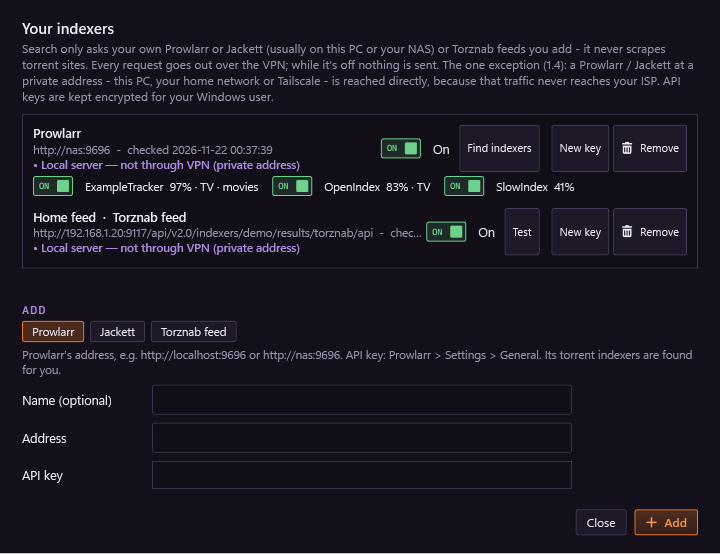 Your indexers
Search only asks your own Prowlarr or Jackett (usually on this PC or your NAS) or Torznab feeds you add - it never scrapes
torrent sites. Every request goes out over the VPN; while it's off nothing is sent. The one exception (1.4): a Prowlarr / Jackett at a
private address - this PC, your home network or Tailscale - is reached directly, because that traffic never reaches your ISP. API
keys are kept encrypted for your Windows user.
Prowlarr
http://nas:9696 - checked 2026-11-22 00:37:39
• Local server — not through VPN (private address)
ON On Find indexers New key Remove
ON ExampleTracker 97% · TV · movies ON OpenIndex 83% · TV ON SlowIndex 41%
Home feed · Torznab feed
http://192.168.1.20:9117/api/v2.0/indexers/demo/results/torznab/api - chec...
• Local server — not through VPN (private address)
ON On Test New key Remove
ADD
Prowlarr Jackett Torznab feed
Prowlarr's address, e.g. http://localhost:9696 or http://nas:9696. API key: Prowlarr > Settings > General. Its torrent indexers are found
for you.
Name (optional)
Address
API key
Close + Add